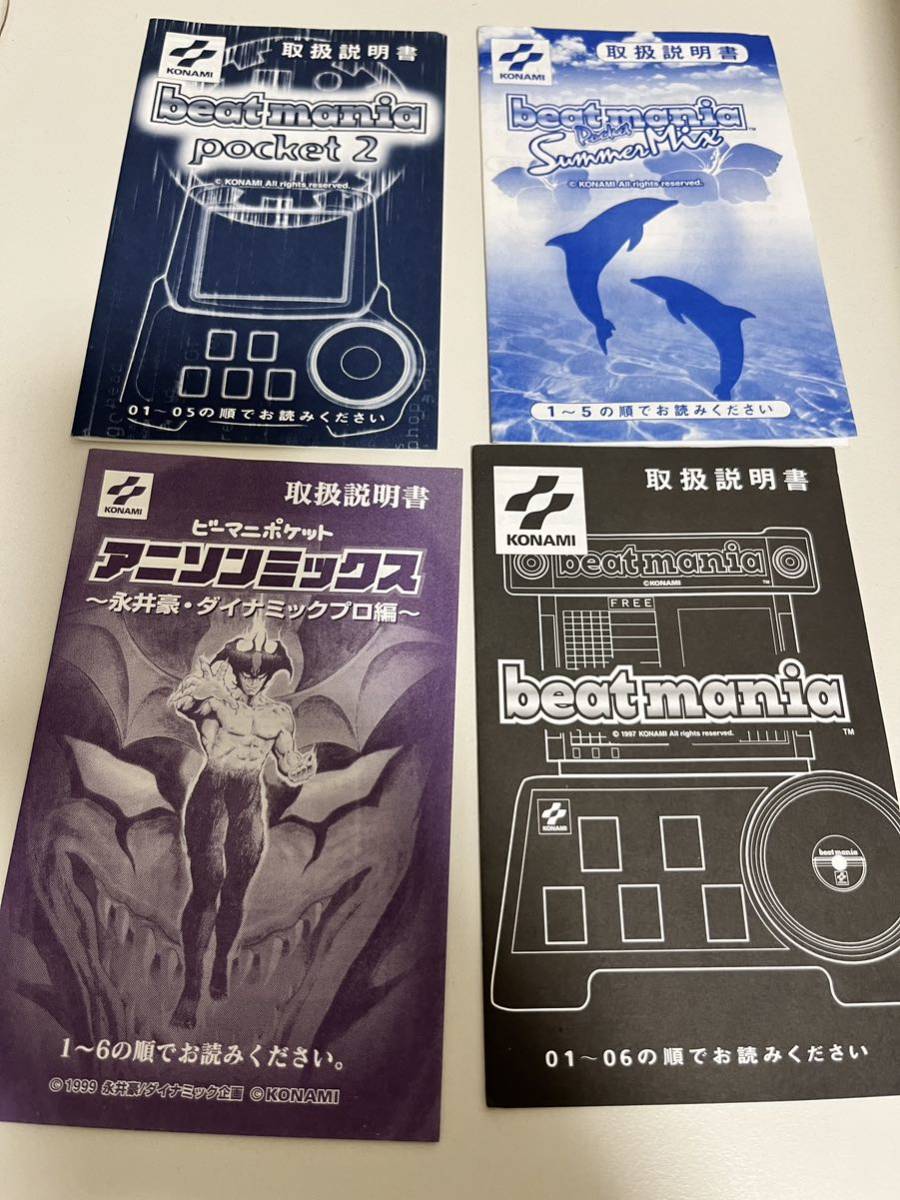 KONAMI
取扱説明書
beatmania
pocket 2
© KONAMI All rights reserved.
01～05の順でお読みください
KONAMI
取扱説明書
beatmania™
Pocket
SummerMix
© KONAMI All rights reserved.
1～5の順でお読みください
KONAMI
取扱説明書
ビーマニポケット
アニソンミックス
～永井豪・ダイナミックプロ編～
1～6の順でお読みください。
© 1999 永井豪/ダイナミック企画 © KONAMI
KONAMI
取扱説明書
beatmania
©KONAMI ™
FREE
beatmania
© 1997 KONAMI All rights reserved. ™
KONAMI
beatmania
01～06の順でお読みください